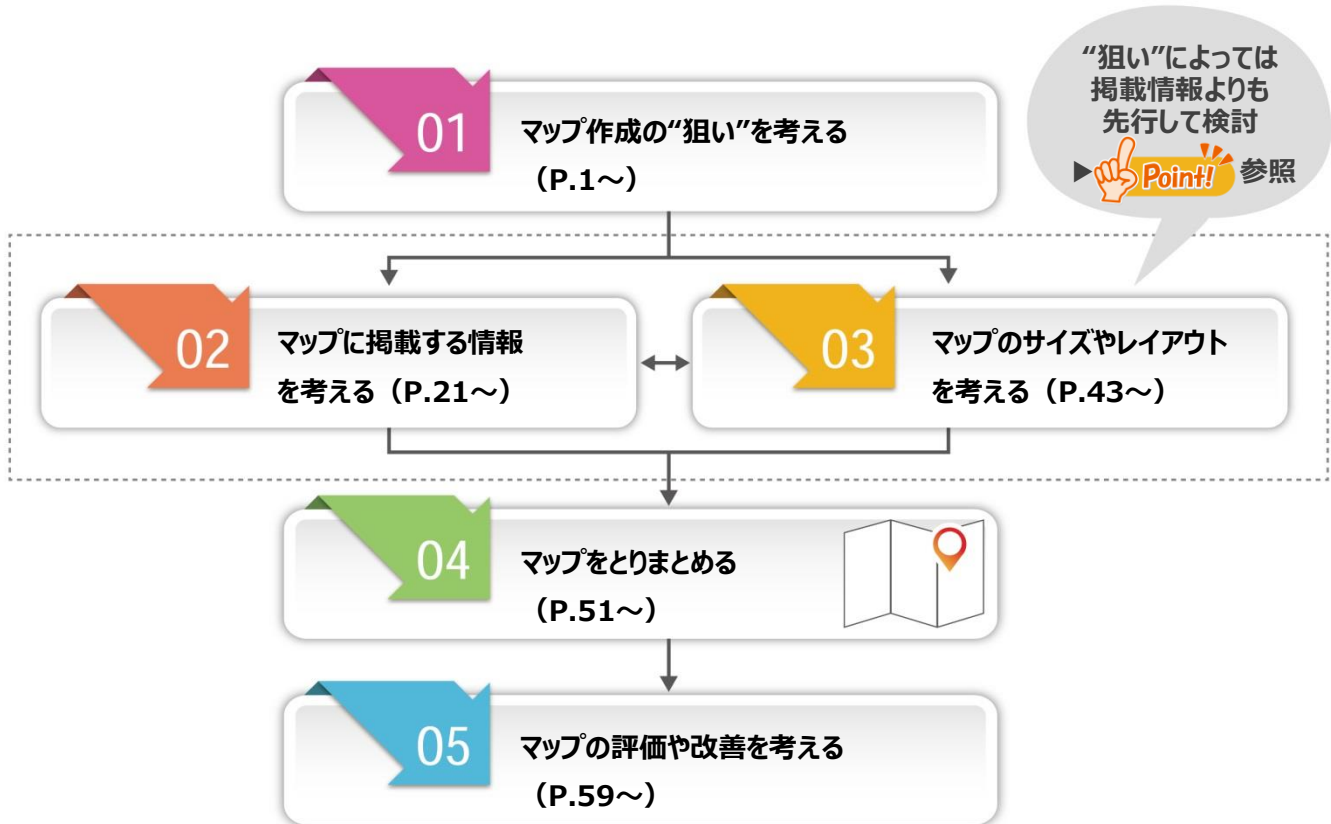 “狙い”によっては
掲載情報よりも
先行して検討
▶Point! 参照
01
マップ作成の“狙い”を考える
（P.1～）
02
マップに掲載する情報
を考える（P.21～）
03
マップのサイズやレイアウト
を考える（P.43～）
04
マップをとりまとめる
（P.51～）
05
マップの評価や改善を考える
（P.59～）